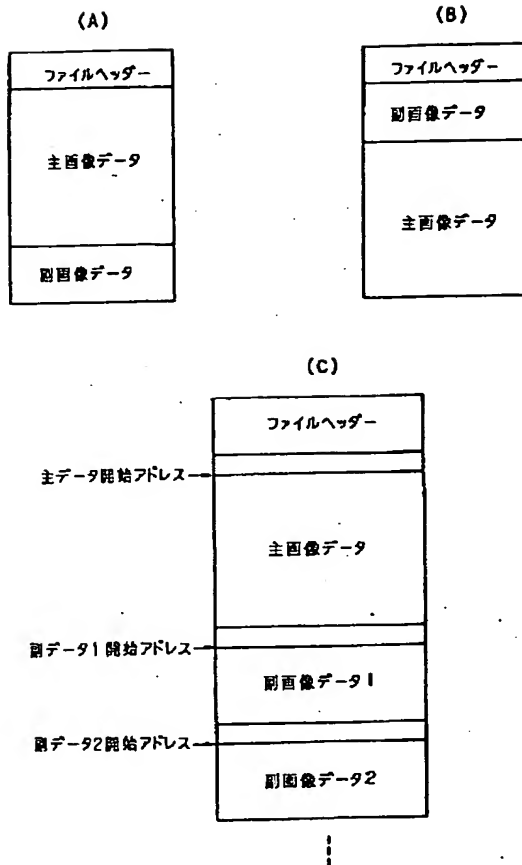 (A)
ファイルヘッダー
主画像データ
副画像データ
(B)
ファイルヘッダー
副画像データ
主画像データ
(C)
ファイルヘッダー
主データ開始アドレス
主画像データ
副データ1開始アドレス
副画像データ1
副データ2開始アドレス
副画像データ2